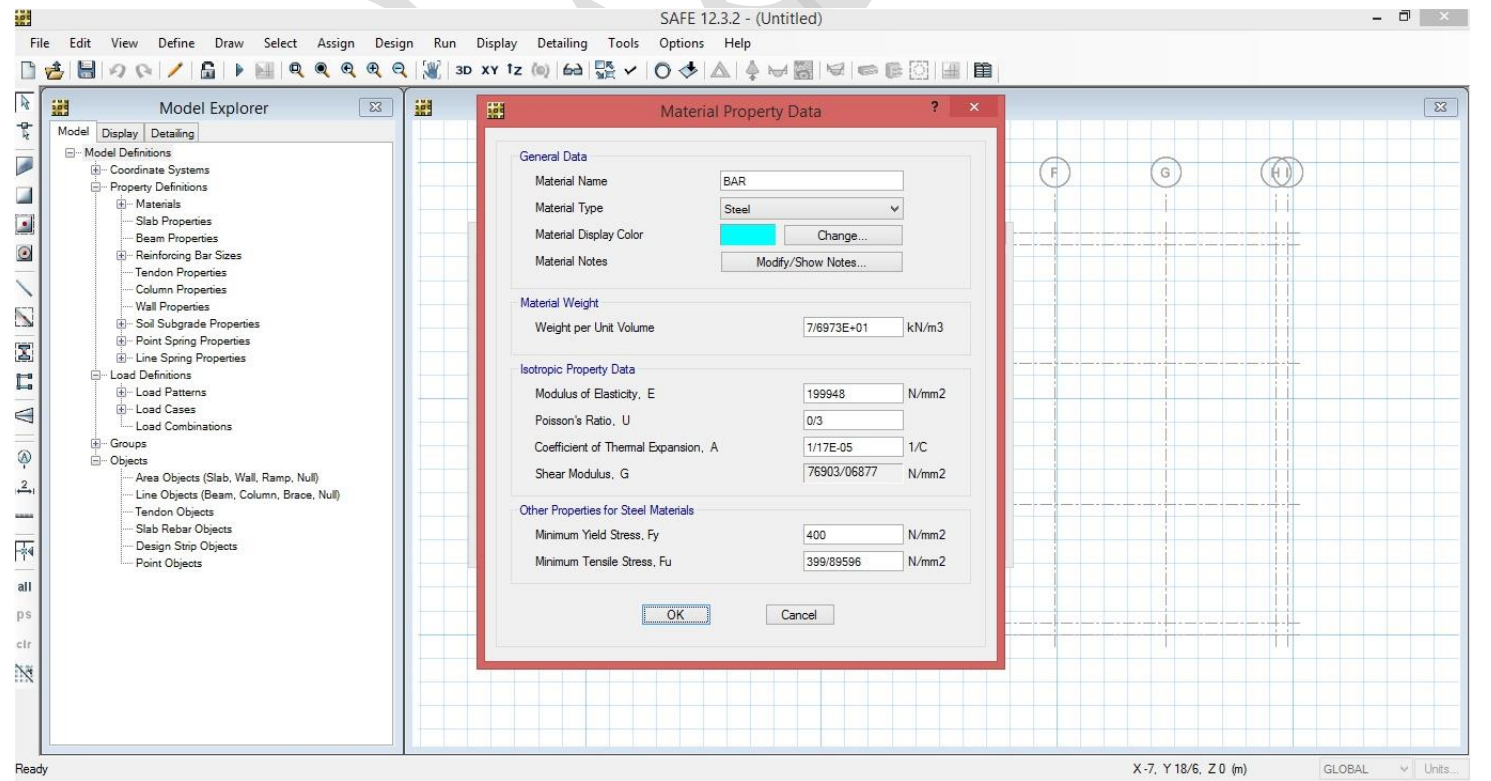 SAFE 12.3.2 - (Untitled)
File Edit View Define Draw Select Assign Design Run Display Detailing Tools Options Help
3D XY
Model Explorer
Model Display Detailing
Model Definitions
Coordinate Systems
Property Definitions
Materials
Slab Properties
Beam Properties
Reinforcing Bar Sizes
Tendon Properties
Column Properties
Wall Properties
Soil Subgrade Properties
Point Spring Properties
Line Spring Properties
Load Definitions
Load Patterns
Load Cases
Load Combinations
Groups
Objects
Area Objects (Slab, Wall, Ramp, Null)
Line Objects (Beam, Column, Brace, Null)
Tendon Objects
Slab Rebar Objects
Design Strip Objects
Point Objects
all
ps
clr
Material Property Data ?
General Data
Material Name BAR
Material Type Steel
Material Display Color Change...
Material Notes Modify/Show Notes...
Material Weight
Weight per Unit Volume 7/6973E+01 kN/m3
Isotropic Property Data
Modulus of Elasticity, E 199948 N/mm2
Poisson's Ratio, U 0/3
Coefficient of Thermal Expansion, A 1/17E-05 1/C
Shear Modulus, G 76903/06877 N/mm2
Other Properties for Steel Materials
Minimum Yield Stress, Fy 400 N/mm2
Minimum Tensile Stress, Fu 399/89596 N/mm2
OK Cancel
F G H I
Ready X -7, Y 18/6, Z 0 (m) GLOBAL Units...